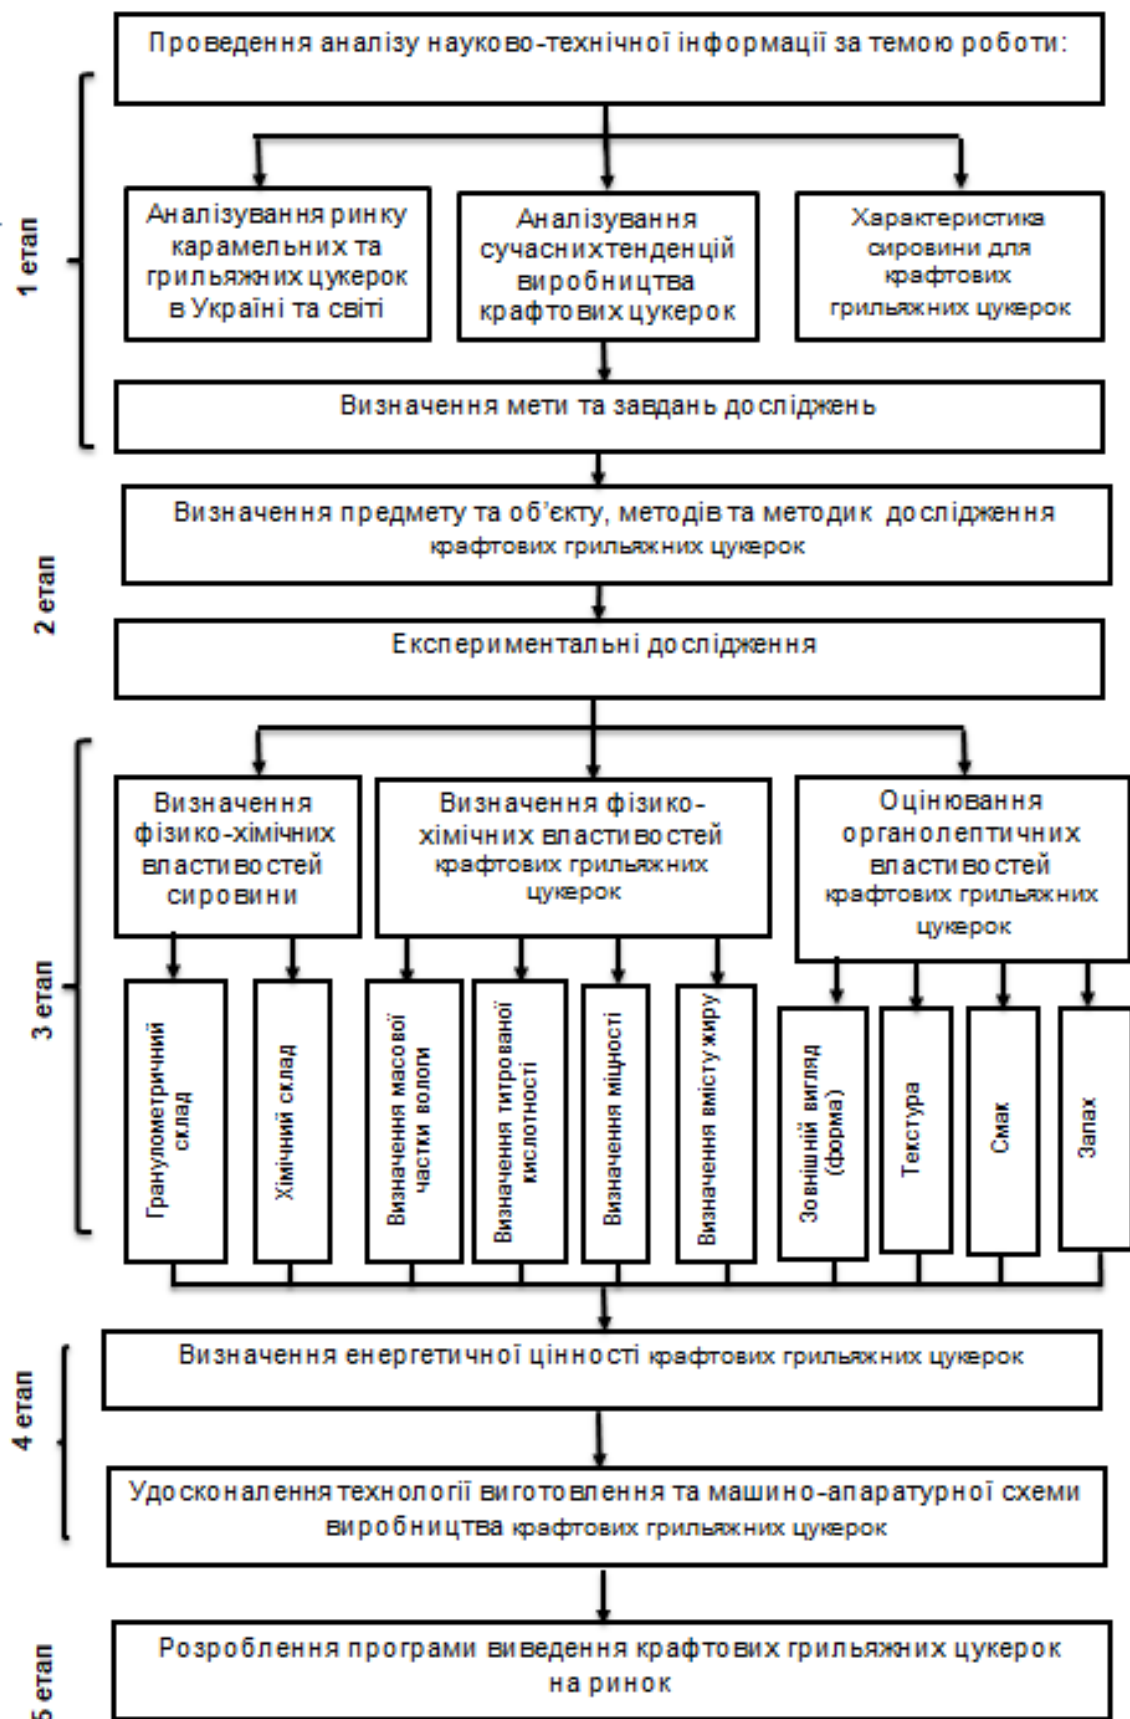 Проведення аналізу науково-технічної інформації за темою роботи:
1 етап
Аналізування ринку
карамельних та
грильяжних цукерок
в Україні та світі
Аналізування
сучасних тенденцій
виробництва
крафтових цукерок
Характеристика
сировини для
крафтових
грильяжних цукерок
Визначення мети та завдань досліджень
2 етап
Визначення предмету та об'єкту, методів та методик дослідження
крафтових грильяжних цукерок
Експериментальні дослідження
3 етап
Визначення
фізико-хімічних
властивостей
сировини
Визначення фізико-
хімічних властивостей
крафтових грильяжних
цукерок
Оцінювання
органолептичних
властивостей
крафтових грильяжних
цукерок
Гранулометричний
склад
Хімічний склад
Визначення масової
частки вологи
Визначення титрованої
кислотності
Визначення міцності
Визначення вмісту жиру
Зовнішній вигляд
(форма)
Текстура
Смак
Запах
4 етап
Визначення енергетичної цінності крафтових грильяжних цукерок
Удосконалення технології виготовлення та машино-апаратурної схеми
виробництва крафтових грильяжних цукерок
5 етап
Розроблення програми виведення крафтових грильяжних цукерок
на ринок